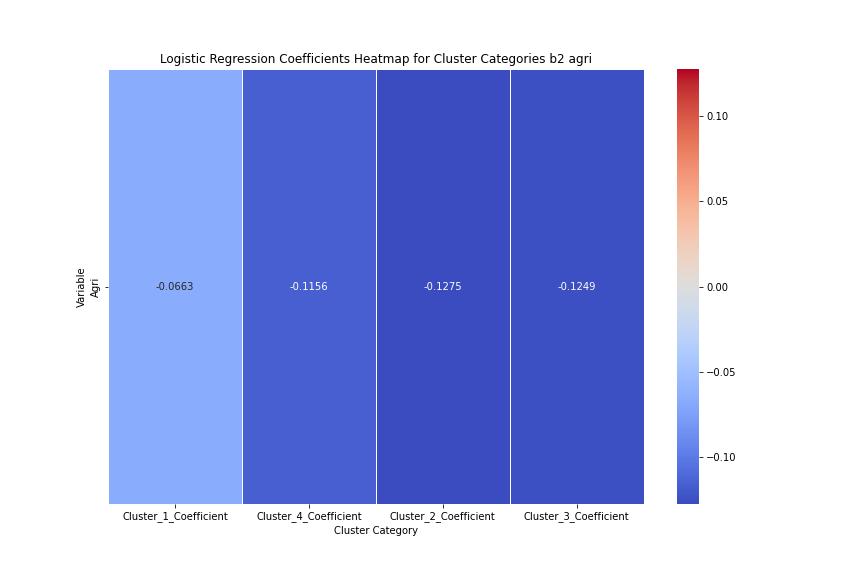 Logistic Regression Coefficients Heatmap for Cluster Categories b2 agri
Variable
Agri
-0.0663
-0.1156
-0.1275
-0.1249
Cluster_1_Coefficient
Cluster_4_Coefficient
Cluster_2_Coefficient
Cluster_3_Coefficient
Cluster Category
0.10
0.05
0.00
−0.05
−0.10